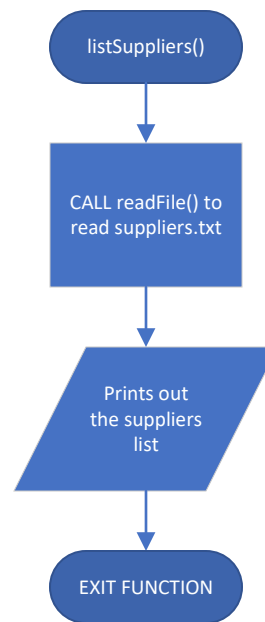 listSuppliers()
CALL readFile() to
read suppliers.txt
Prints out
the suppliers
list
EXIT FUNCTION